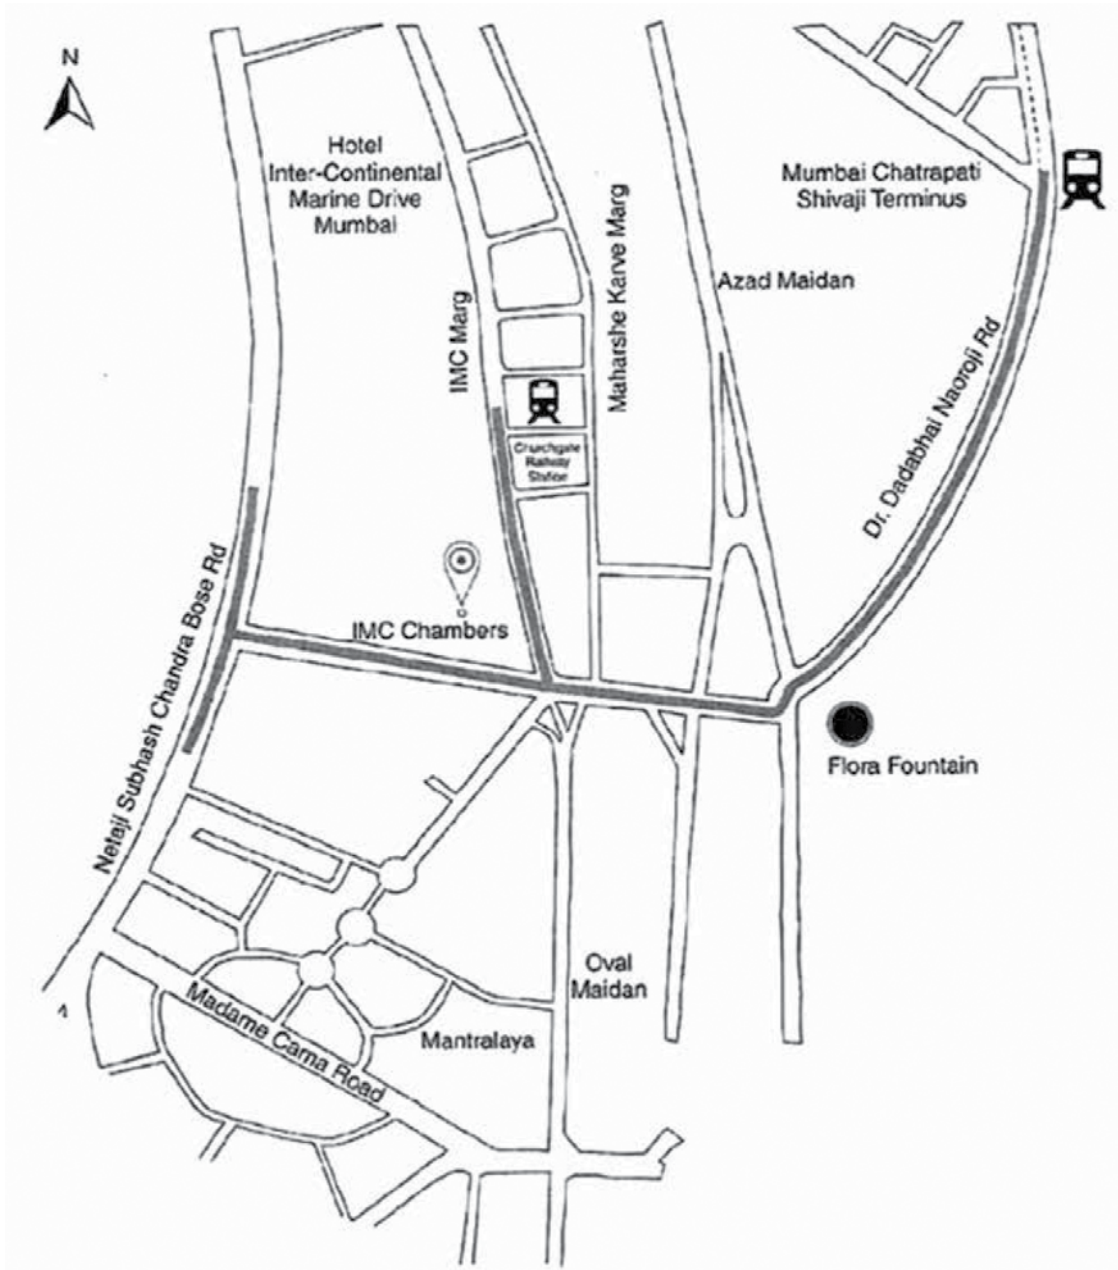 N
Hotel
Inter-Continental
Marine Drive
Mumbai
Mumbai Chatrapati
Shivaji Terminus
Maharshe Karve Marg
Azad Maidan
IMC Marg
Dr. Dadabhai Naoroji Rd
Churchgate
Railway
Station
Netaji Subhash Chandra Bose Rd
IMC Chambers
Flora Fountain
Oval
Maidan
Mantralaya
Madame Cama Road